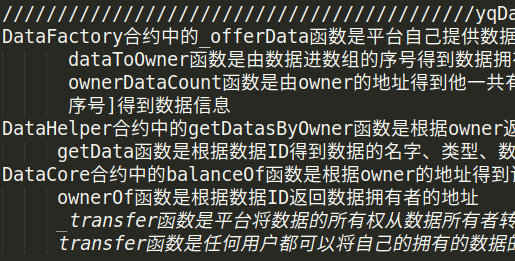 ////////////////////////////////////////////yqDa
DataFactory合约中的_offerData函数是平台自己提供数据
dataToOwner函数是由数据进数组的序号得到数据拥
ownerDataCount函数是由owner的地址得到他一共有
序号]得到数据信息
DataHelper合约中的getDatasByOwner函数是根据owner返
getData函数是根据数据ID得到数据的名字、类型、数
DataCore合约中的balanceOf函数是根据owner的地址得到
ownerOf函数是根据数据ID返回数据拥有者的地址
_transfer函数是平台将数据的所有权从数据所有者转
transfer函数是任何用户都可以将自己的拥有的数据的